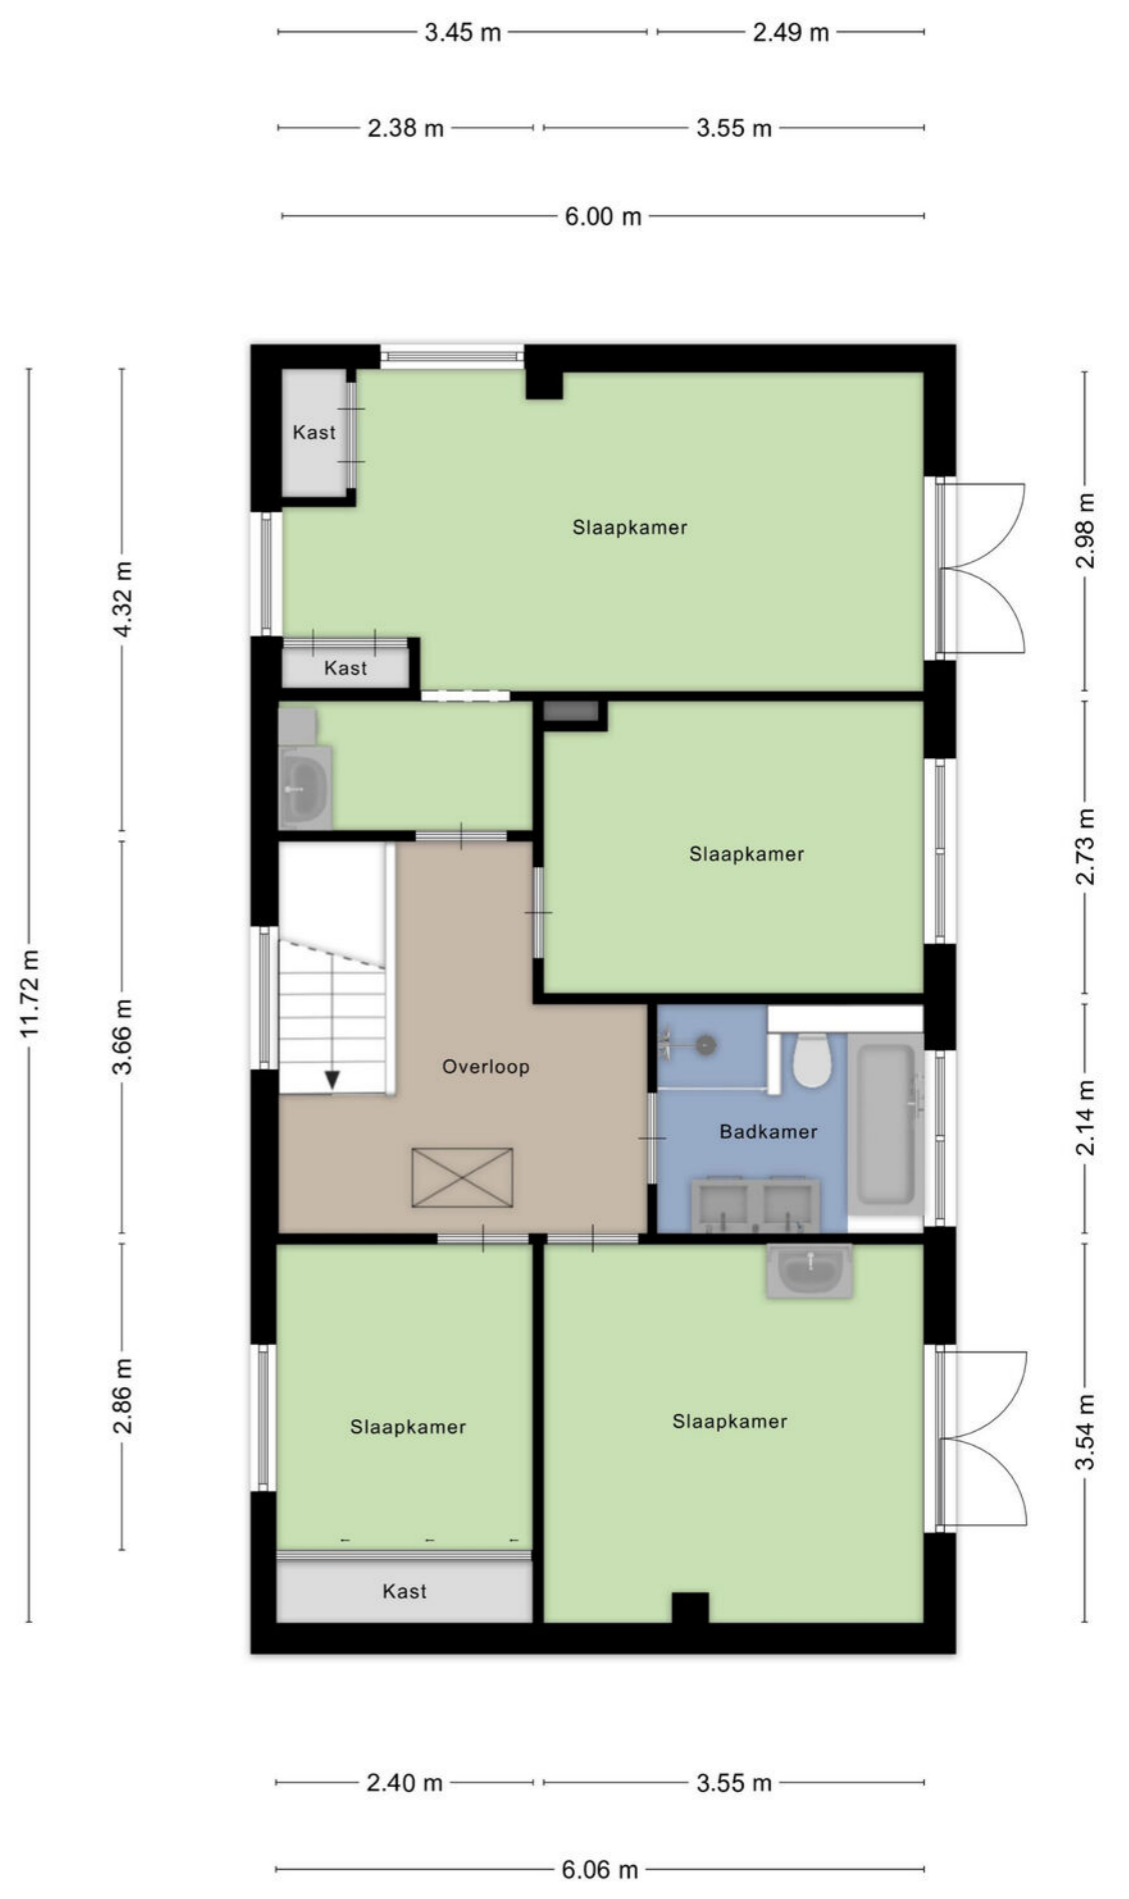 3.45 m 2.49 m
2.38 m 3.55 m
6.00 m
Kast
Slaapkamer
2.98 m
4.32 m
Kast
Slaapkamer
2.73 m
11.72 m
3.66 m
Overloop
Badkamer
2.14 m
2.86 m
Slaapkamer
Slaapkamer
3.54 m
Kast
2.40 m 3.55 m
6.06 m